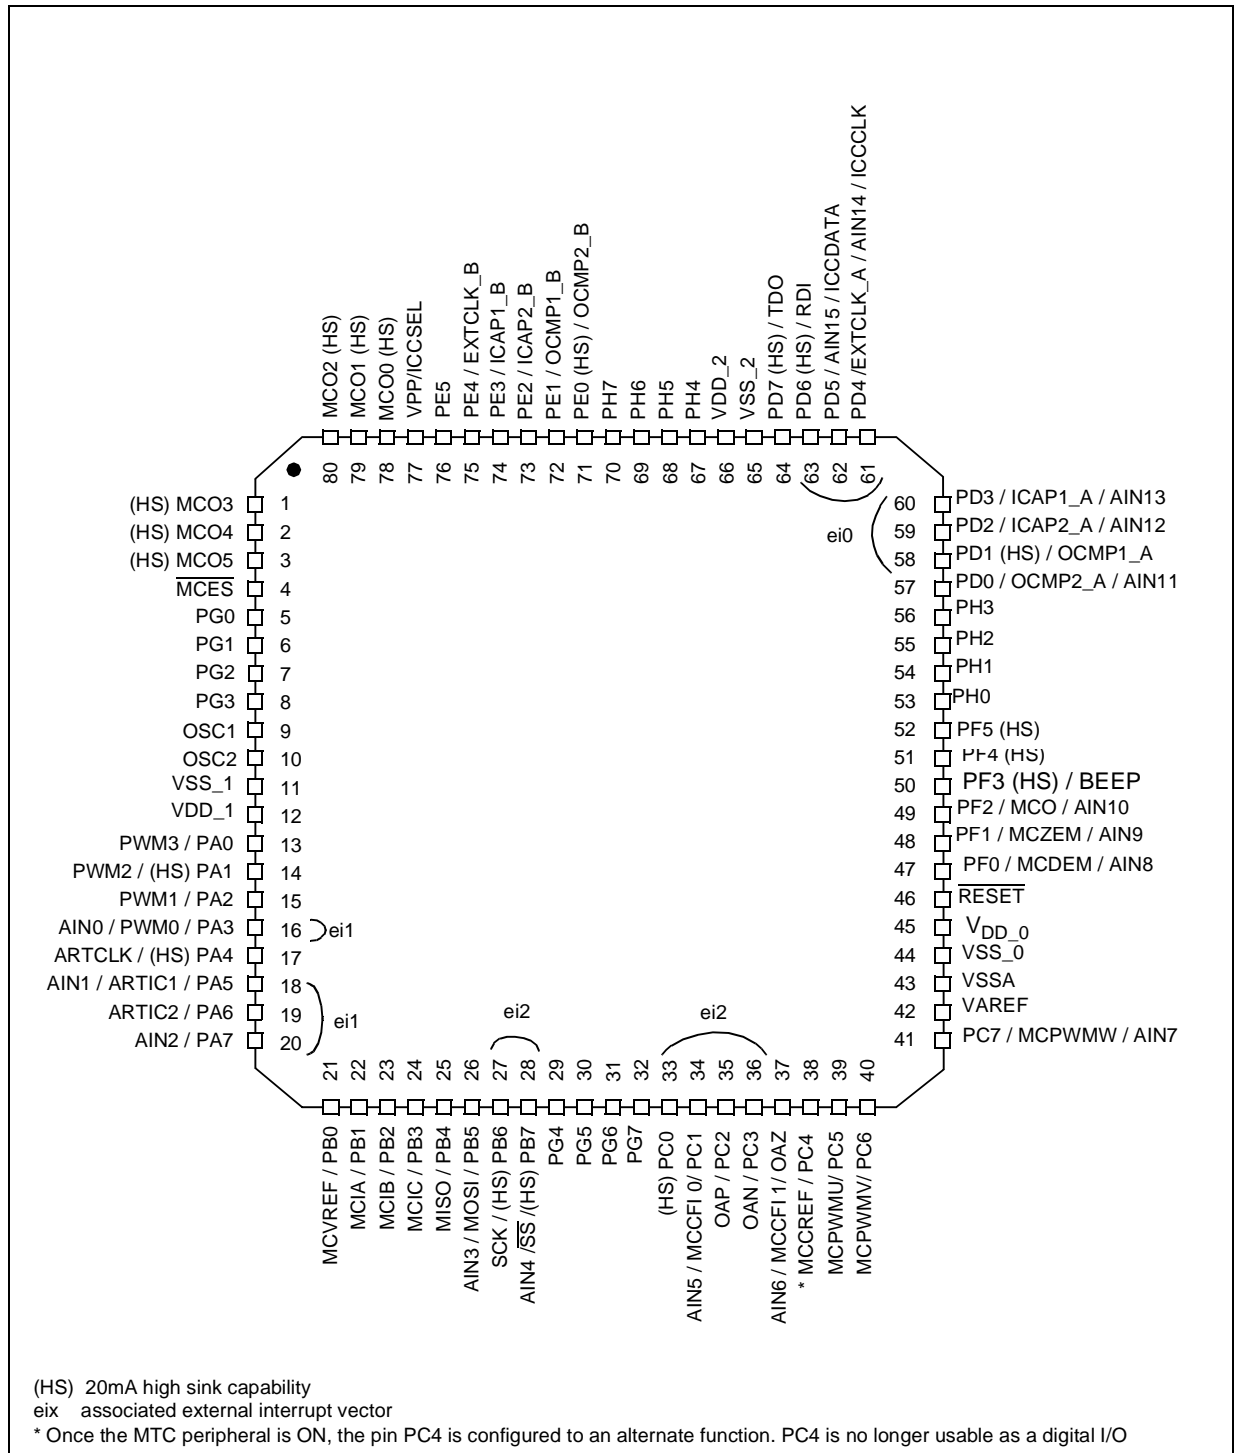 MCO2 (HS)
MCO1 (HS)
MCO0 (HS)
VPP/ICCSEL
PE5
PE4 / EXTCLK_B
PE3 / ICAP1_B
PE2 / ICAP2_B
PE1 / OCMP1_B
PE0 (HS) / OCMP2_B
PH7
PH6
PH5
PH4
VDD_2
VSS_2
PD7 (HS) / TDO
PD6 (HS) / RDI
PD5 / AIN15 / ICCDATA
PD4 /EXTCLK_A / AIN14 / ICCCLK
80 79 78 77 76 75 74 73 72 71 70 69 68 67 66 65 64 63 62 61
(HS) MCO3 1
(HS) MCO4 2
(HS) MCO5 3
MCES 4
PG0 5
PG1 6
PG2 7
PG3 8
OSC1 9
OSC2 10
VSS_1 11
VDD_1 12
PWM3 / PA0 13
PWM2 / (HS) PA1 14
PWM1 / PA2 15
AIN0 / PWM0 / PA3 16 ei1
ARTCLK / (HS) PA4 17
AIN1 / ARTIC1 / PA5 18
ARTIC2 / PA6 19 ei1
AIN2 / PA7 20
60 PD3 / ICAP1_A / AIN13
ei0 59 PD2 / ICAP2_A / AIN12
58 PD1 (HS) / OCMP1_A
57 PD0 / OCMP2_A / AIN11
56 PH3
55 PH2
54 PH1
53 PH0
52 PF5 (HS)
51 PF4 (HS)
50 PF3 (HS) / BEEP
49 PF2 / MCO / AIN10
48 PF1 / MCZEM / AIN9
47 PF0 / MCDEM / AIN8
46 RESET
45 VDD_0
44 VSS_0
43 VSSA
42 VAREF
41 PC7 / MCPWMW / AIN7
ei2 ei2
21 22 23 24 25 26 27 28 29 30 31 32 33 34 35 36 37 38 39 40
MCVREF / PB0
MCIA / PB1
MCIB / PB2
MCIC / PB3
MISO / PB4
AIN3 / MOSI / PB5
SCK / (HS) PB6
AIN4 /SS /(HS) PB7
PG4
PG5
PG6
PG7
(HS) PC0
AIN5 / MCCFI 0/ PC1
OAP / PC2
OAN / PC3
AIN6 / MCCFI 1/ OAZ
* MCCREF / PC4
MCPWMU/ PC5
MCPWMV/ PC6
(HS) 20mA high sink capability
eix associated external interrupt vector
* Once the MTC peripheral is ON, the pin PC4 is configured to an alternate function. PC4 is no longer usable as a digital I/O